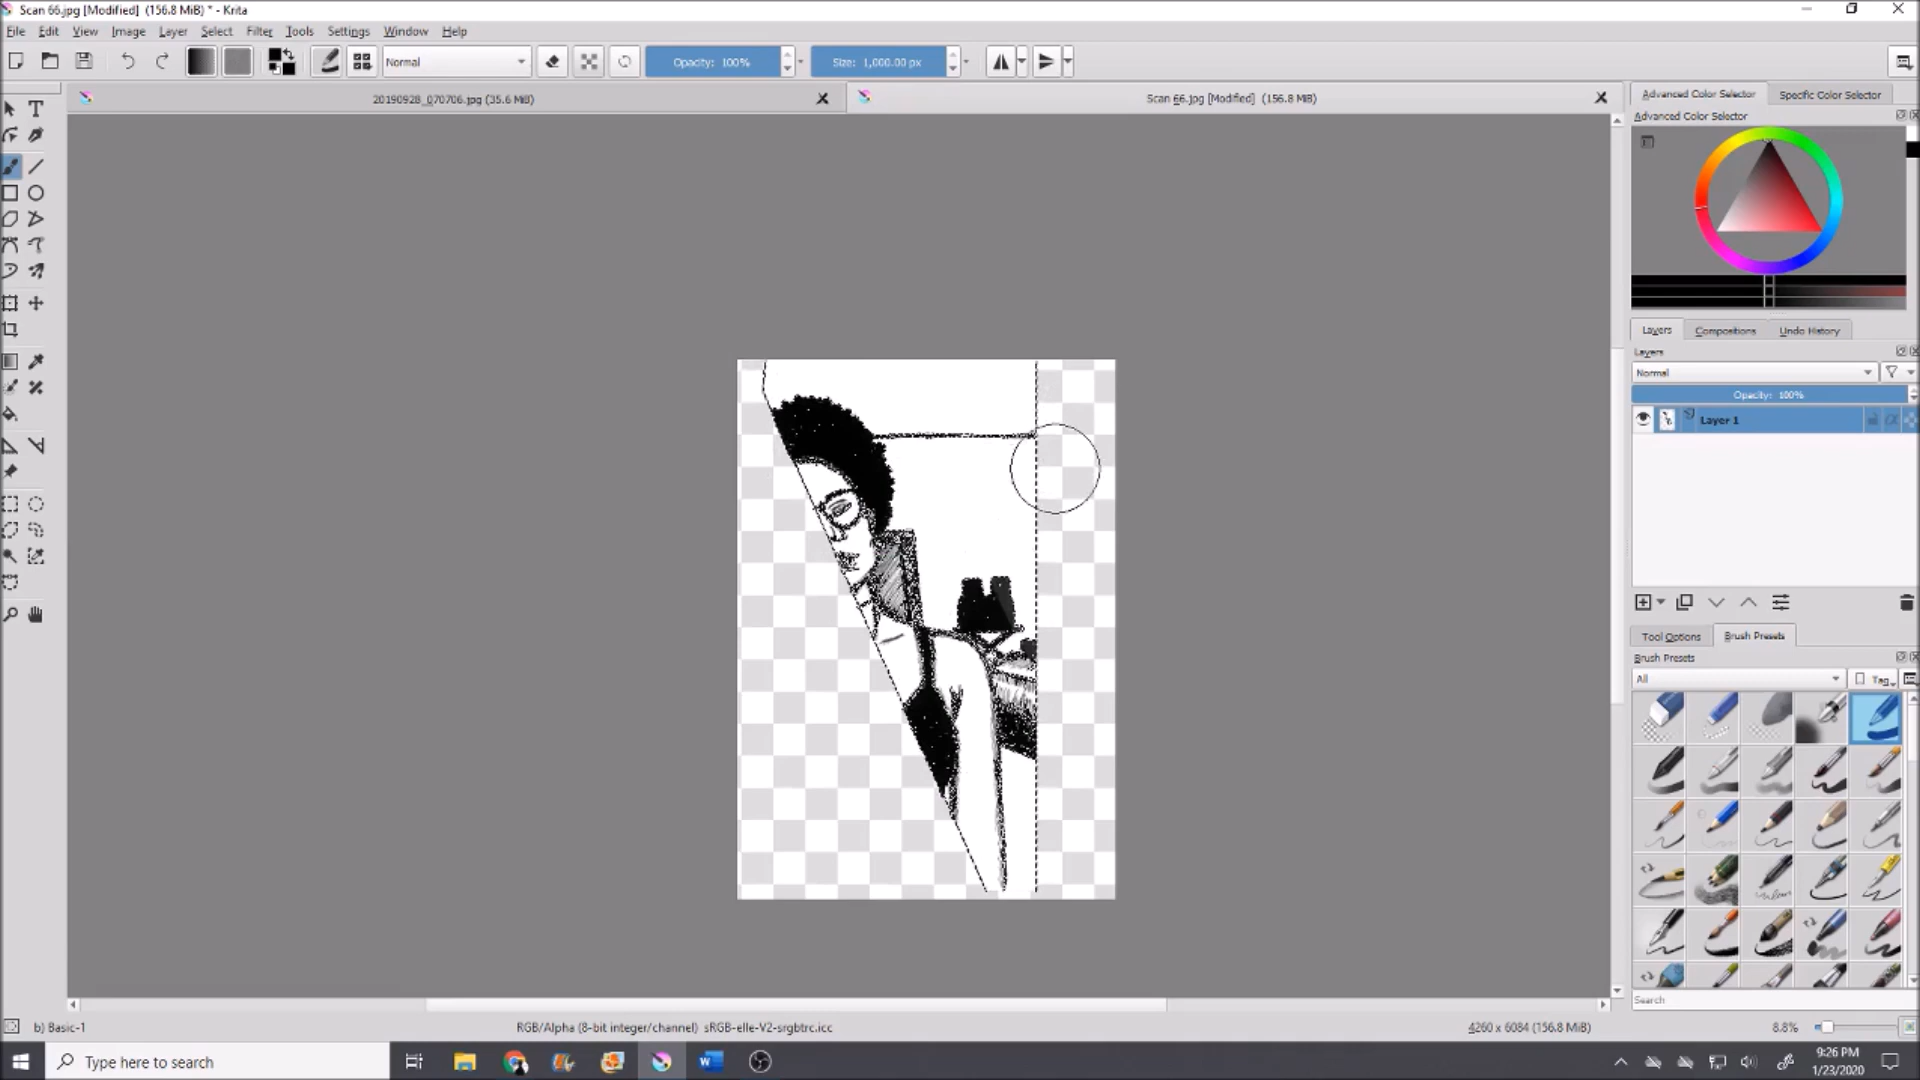 Scan 66.jpg [Modified] (156.8 MiB) * - Krita
File Edit View Image Layer Select Filter Tools Settings Window Help
Normal
Opacity: 100%
Size: 1,000.00 px
20190928_070706.jpg (35.6 MiB)
Scan 66.jpg [Modified] (156.8 MiB)
Advanced Color Selector
Specific Color Selector
Advanced Color Selector
Layers
Compositions
Undo History
Layers
Normal
Opacity: 100%
Layer 1
Tool Options
Brush Presets
Brush Presets
All
Tag
Search
b) Basic-1
RGB/Alpha (8-bit integer/channel) sRGB-elle-V2-srgbtrc.icc
4260 x 6084 (156.8 MiB)
8.8%
Type here to search
9:26 PM
1/23/2020